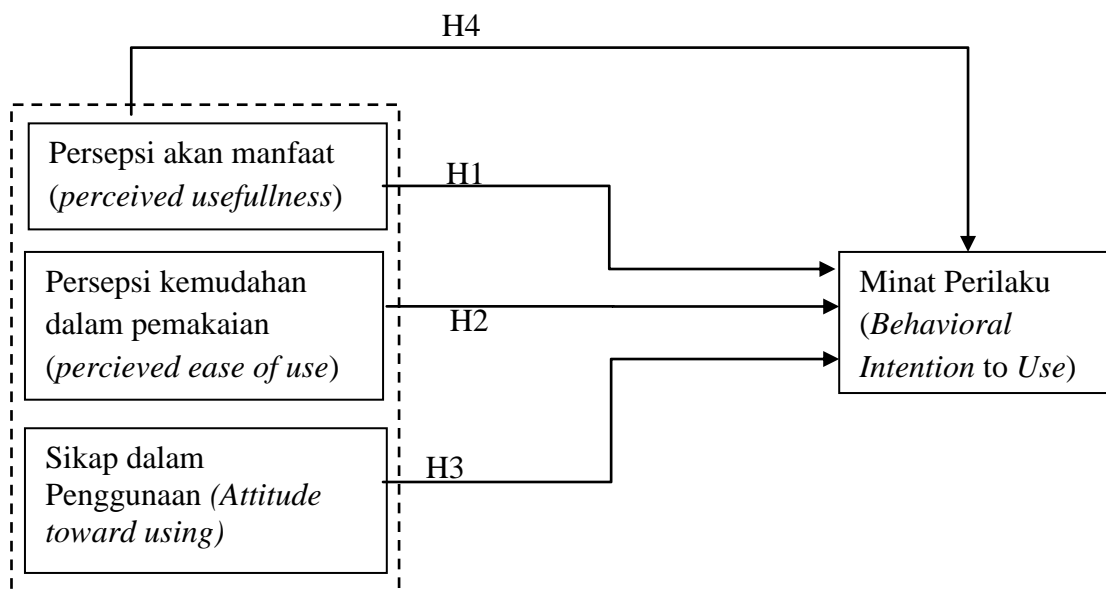 H4
Persepsi akan manfaat
(perceived usefullness)
H1
Persepsi kemudahan
dalam pemakaian
(percieved ease of use)
H2
Minat Perilaku
(Behavioral
Intention to Use)
Sikap dalam
Penggunaan (Attitude
toward using)
H3